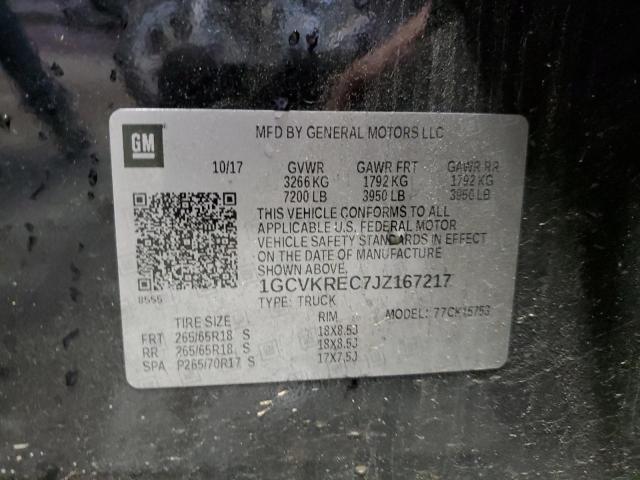 GM
MFD BY GENERAL MOTORS LLC
10/17 GVWR GAWR FRT GAWR RR
3266 KG 1792 KG 1792 KG
7200 LB 3950 LB 3950 LB
THIS VEHICLE CONFORMS TO ALL
APPLICABLE U.S. FEDERAL MOTOR
VEHICLE SAFETY STANDARDS IN EFFECT
ON THE DATE OF MANUFACTURE
SHOWN ABOVE.
8555
1GCVKREC7JZ167217
TYPE: TRUCK MODEL: 77CK15753
TIRE SIZE RIM
FRT 265/65R18 S 18X8.5J
RR 265/65R18 S 18X8.5J
SPA P265/70R17 S 17X7.5J